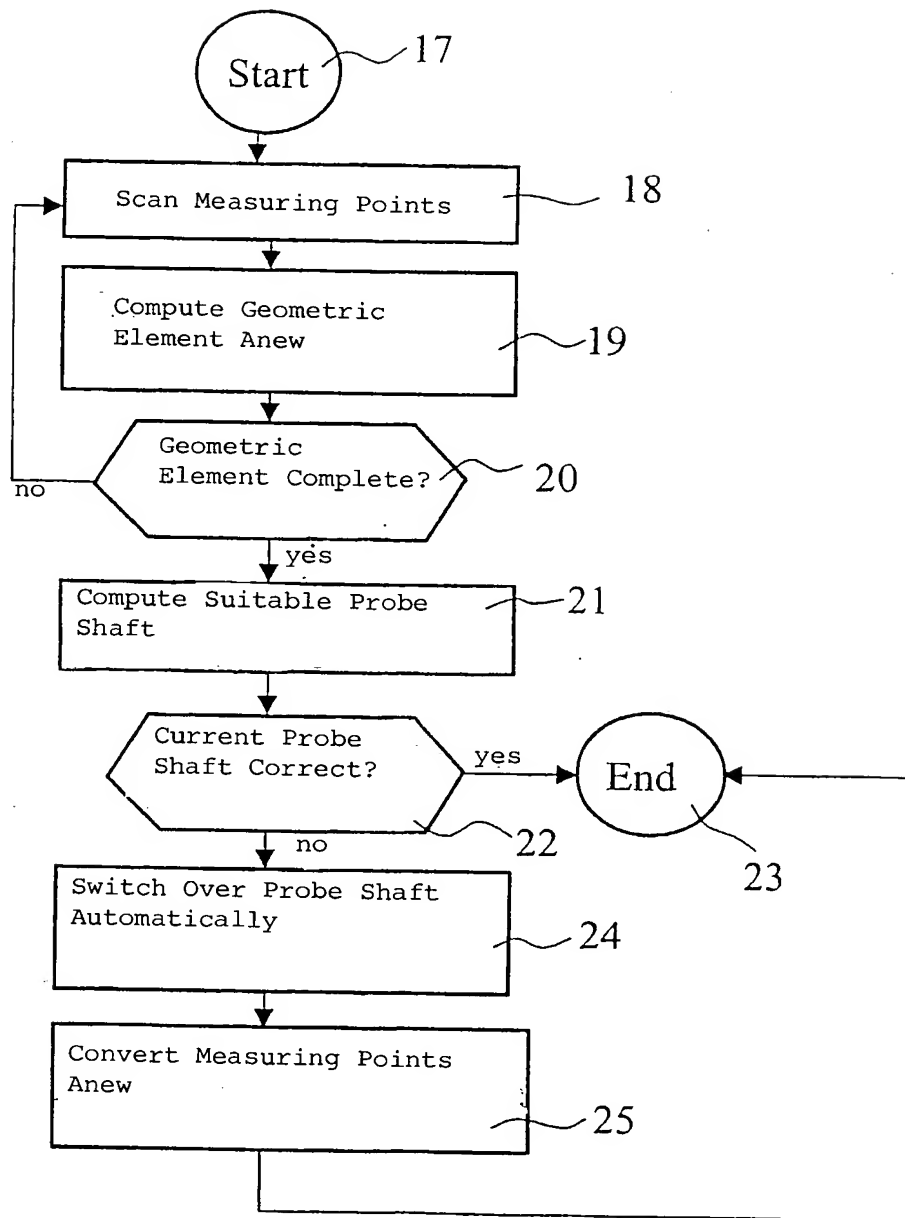 Start
17
Scan Measuring Points
18
Compute Geometric
Element Anew
19
Geometric
Element Complete?
20
no
yes
Compute Suitable Probe
Shaft
21
Current Probe
Shaft Correct?
22
yes
End
23
no
Switch Over Probe Shaft
Automatically
24
Convert Measuring Points
Anew
25